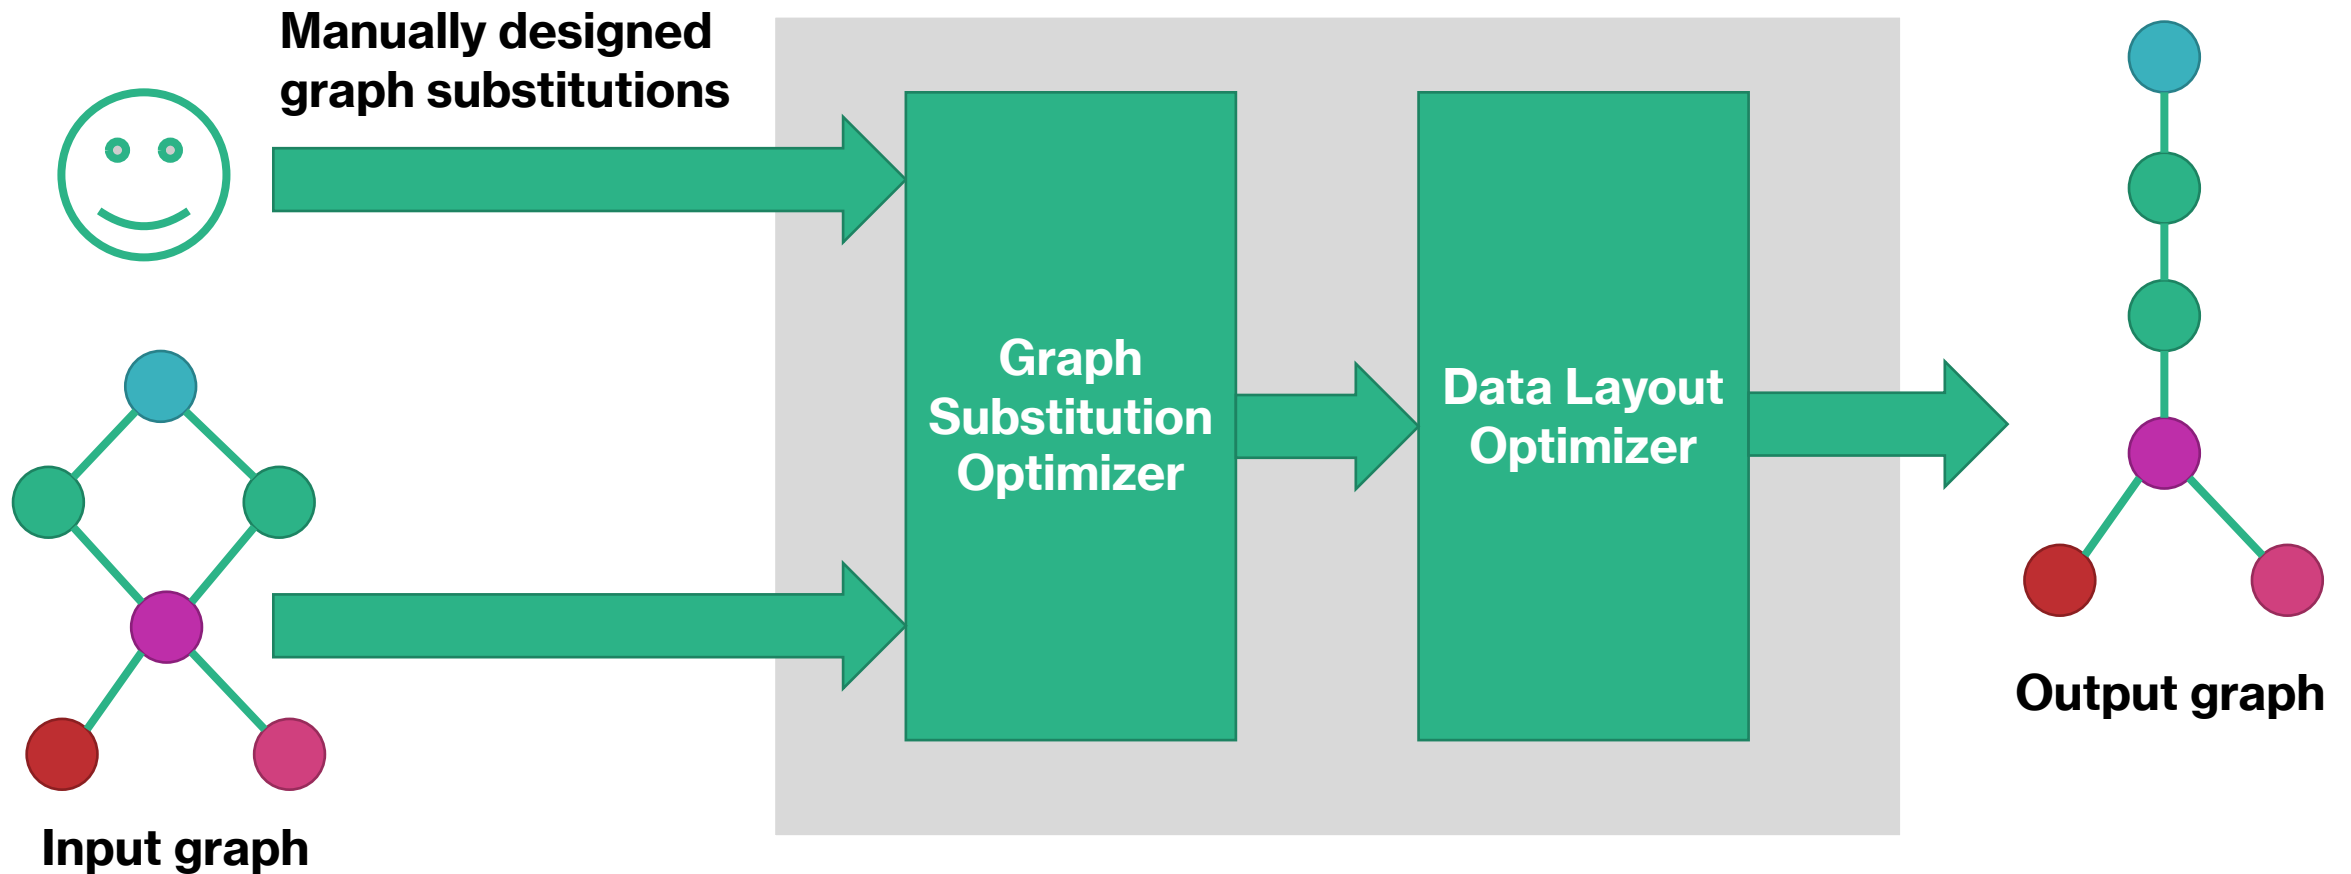 Manually designed
graph substitutions
Graph
Substitution
Optimizer
Data Layout
Optimizer
Input graph
Output graph